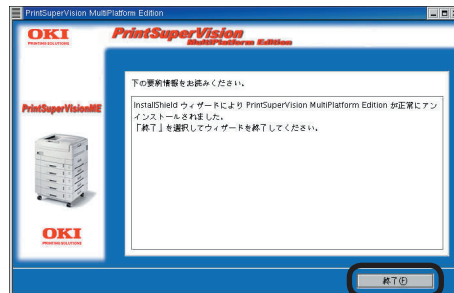 PrintSuperVision MultiPlatform Edition
OKI
PRINTING SOLUTIONS
PrintSuperVision
MultiPlatform Edition
下の要約情報をお読みください。
PrintSuperVisionME
InstallShield ウィザードにより PrintSuperVision MultiPlatform Edition が正常にアン
インストールされました。
「終了」を選択してウィザードを終了してください。
OKI
PRINTING SOLUTIONS
終了(F)